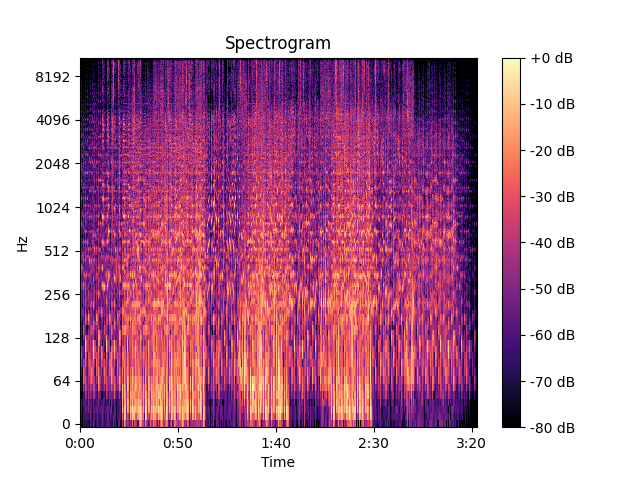 Spectrogram
8192
4096
2048
1024
512
256
128
64
0
Hz
0:00 0:50 1:40 2:30 3:20
Time
+0 dB
-10 dB
-20 dB
-30 dB
-40 dB
-50 dB
-60 dB
-70 dB
-80 dB